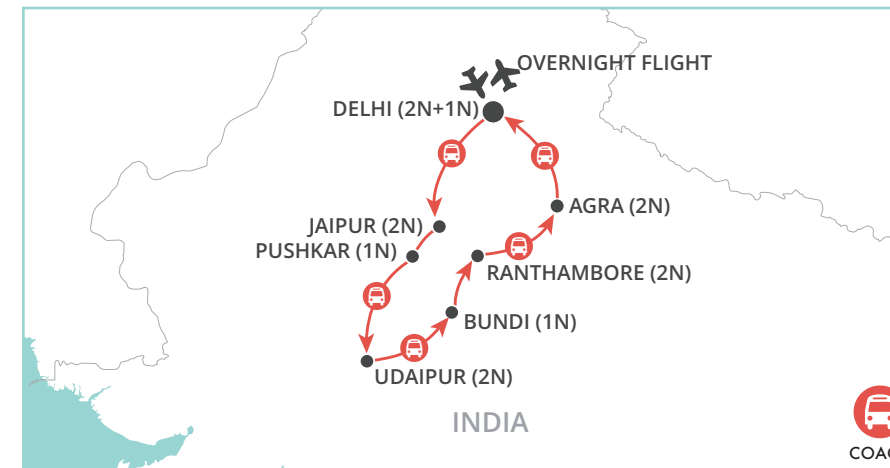 OVERNIGHT FLIGHT
DELHI (2N+1N)
JAIPUR (2N)
PUSHKAR (1N)
AGRA (2N)
RANTHAMBORE (2N)
BUNDI (1N)
UDAIPUR (2N)
INDIA